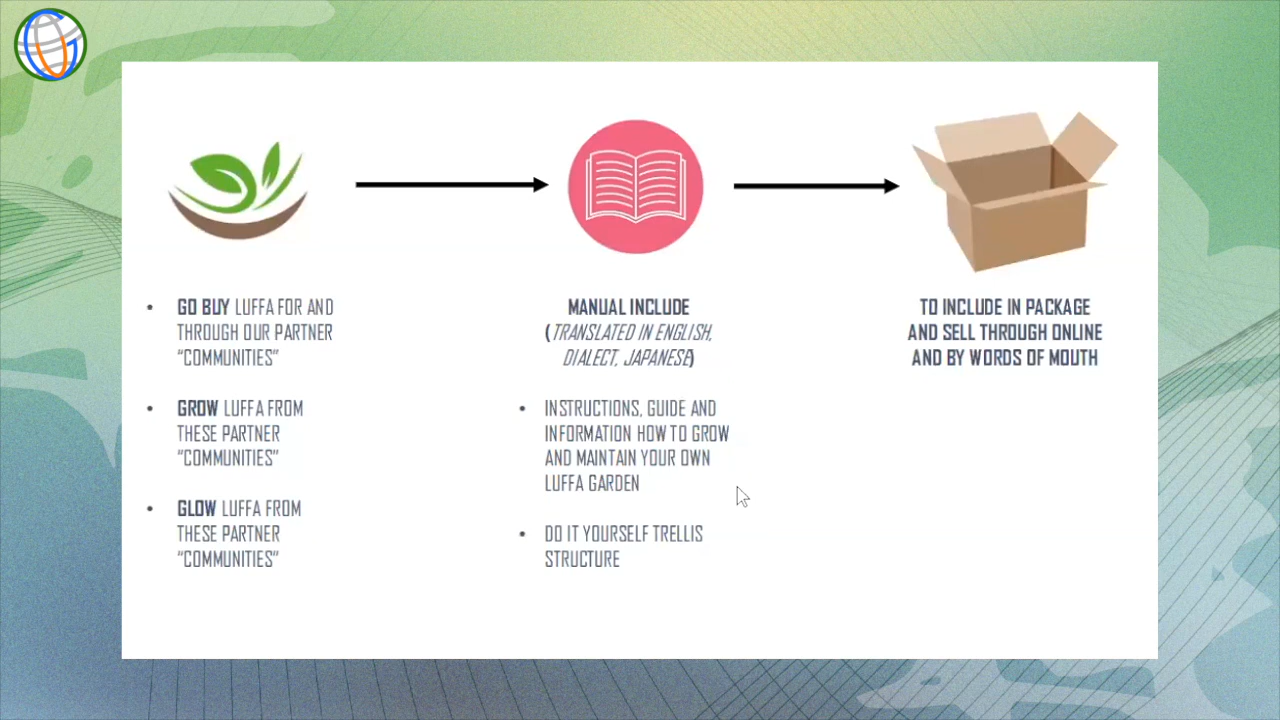 GO BUY LUFFA FOR AND
THROUGH OUR PARTNER
"COMMUNITIES"
GROW LUFFA FROM
THESE PARTNER
"COMMUNITIES"
GLOW LUFFA FROM
THESE PARTNER
"COMMUNITIES"
MANUAL INCLUDE
(TRANSLATED IN ENGLISH,
DIALECT, JAPANESE)
INSTRUCTIONS, GUIDE AND
INFORMATION HOW TO GROW
AND MAINTAIN YOUR OWN
LUFFA GARDEN
DO IT YOURSELF TRELLIS
STRUCTURE
TO INCLUDE IN PACKAGE
AND SELL THROUGH ONLINE
AND BY WORDS OF MOUTH